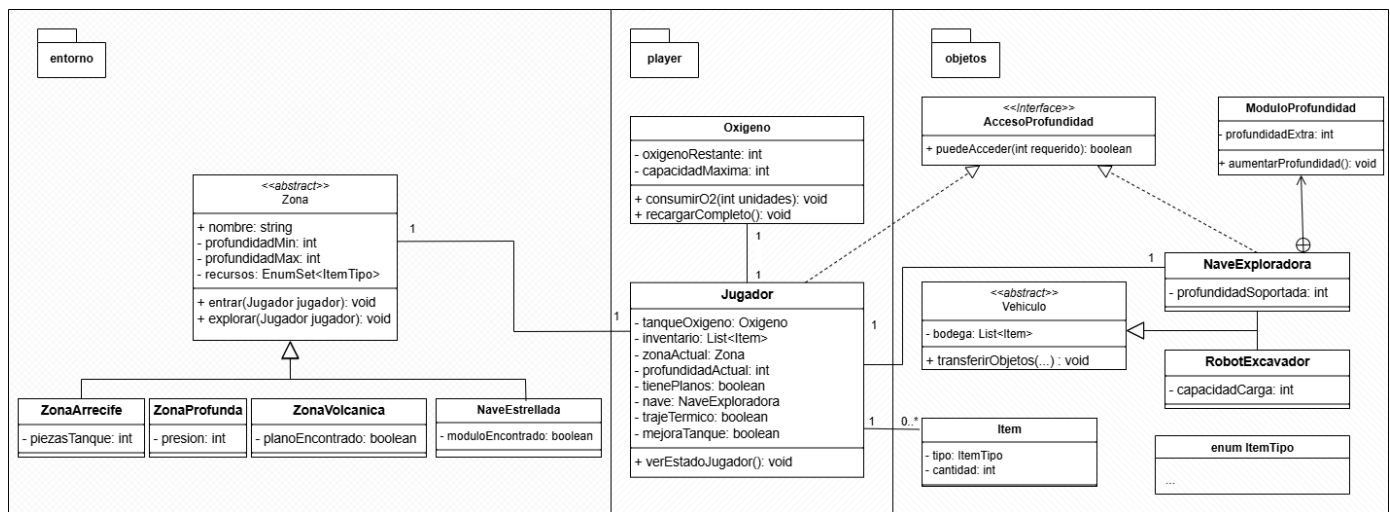 entorno
<<abstract>>
Zona
+ nombre: string
- profundidadMin: int
- profundidadMax: int
- recursos: EnumSet<ItemTipo>
+ entrar(Jugador jugador): void
+ explorar(Jugador jugador): void
1
1
ZonaArrecife
- piezasTanque: int
ZonaProfunda
- presion: int
ZonaVolcanica
- planoEncontrado: boolean
NaveEstrellada
- moduloEncontrado: boolean
player
Oxigeno
- oxigenoRestante: int
- capacidadMaxima: int
+ consumirO2(int unidades): void
+ recargarCompleto(): void
1
1
Jugador
- tanqueOxigeno: Oxigeno
- inventario: List<Item>
- zonaActual: Zona
- profundidadActual: int
- tienePlanos: boolean
- nave: NaveExploradora
- trajeTermico: boolean
- mejoraTanque: boolean
+ verEstadoJugador(): void
1
1
1
0..*
objetos
<<Interface>>
AccesoProfundidad
+ puedeAcceder(int requerido): boolean
ModuloProfundidad
- profundidadExtra: int
+ aumentarProfundidad(): void
NaveExploradora
- profundidadSoportada: int
<<abstract>>
Vehiculo
- bodega: List<Item>
+ transferirObjetos(...) : void
RobotExcavador
- capacidadCarga: int
Item
- tipo: ItemTipo
- cantidad: int
enum ItemTipo
...